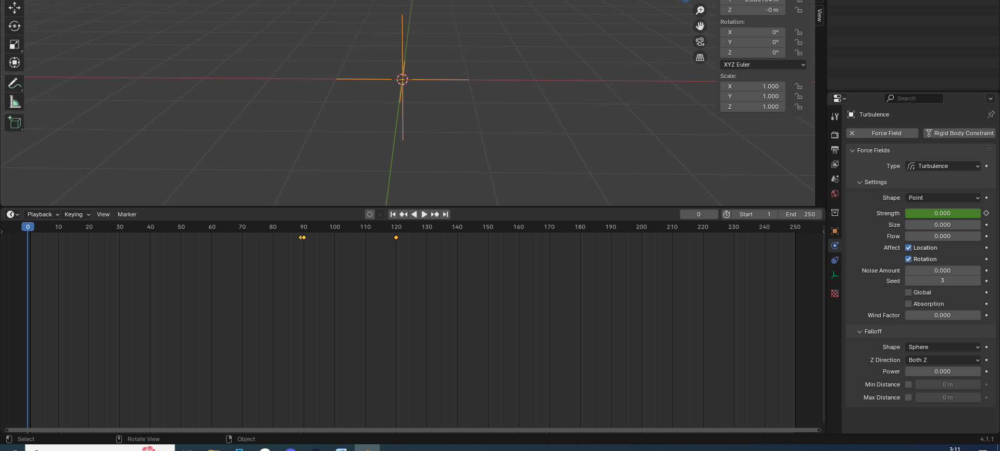 Z -0 m
View
Rotation:
X 0°
Y 0°
Z 0°
XYZ Euler
Scale:
X 1.000
Y 1.000
Z 1.000
Search
Turbulence
Force Field
Rigid Body Constraint
Force Fields
Type Turbulence
Settings
Shape Point
Strength 0.000
Size 0.000
Flow 0.000
Affect Location
Rotation
Noise Amount 0.000
Seed 3
Global
Absorption
Wind Factor 0.000
Falloff
Shape Sphere
Z Direction Both Z
Power 0.000
Min Distance 0 m
Max Distance 0 m
Playback Keying View Marker
0 Start 1 End 250
0 10 20 30 40 50 60 70 80 90 100 110 120 130 140 150 160 170 180 190 200 210 220 230 240 250
Select Rotate View Object
4.1.1
3:11